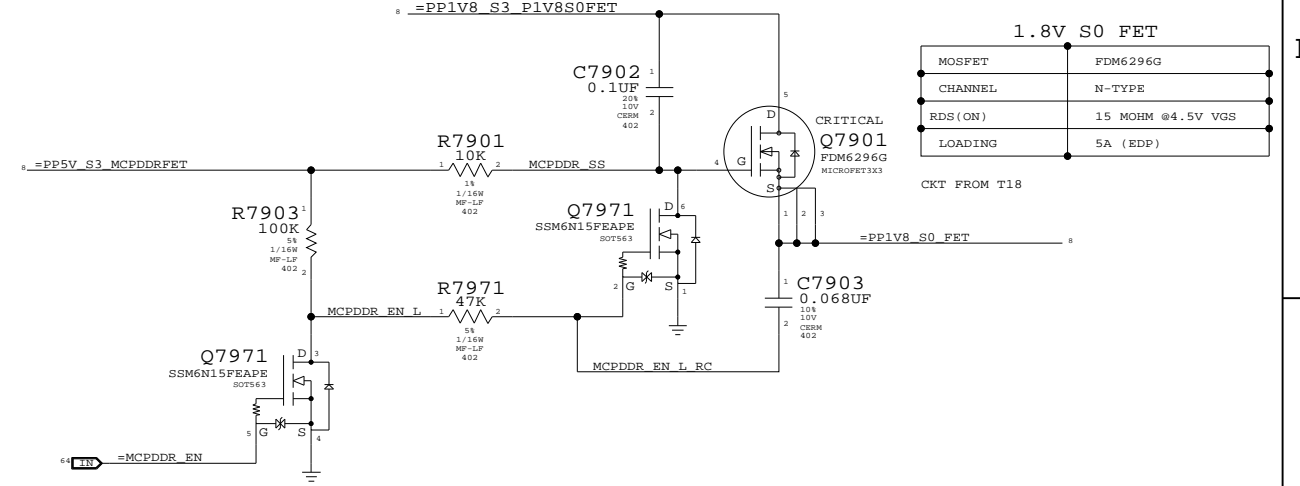 8 =PP1V8_S3_P1V8S0FET
1.8V S0 FET
MOSFET FDM6296G
CHANNEL N-TYPE
RDS(ON) 15 MOHM @4.5V VGS
LOADING 5A (EDP)
CKT FROM T18
C7902
0.1UF
20%
10V
CERM
402
1
2
5
D
CRITICAL
Q7901
FDM6296G
MICROFET3X3
4
G
S
1 2 3
8 =PP5V_S3_MCPDDRFET
R7901
1 10K 2
1%
1/16W
MF-LF
402
MCPDDR_SS
R7903
100K
5%
1/16W
MF-LF
402
1
2
Q7971
SSM6N15FEAPE
SOT563
D 6
2 G S 1
=PP1V8_S0_FET 8
C7903
0.068UF
10%
10V
CERM
402
1
2
MCPDDR_EN_L
R7971
1 47K 2
5%
1/16W
MF-LF
402
MCPDDR_EN_L_RC
Q7971
SSM6N15FEAPE
SOT563
D 3
5 G S 4
64 IN =MCPDDR_EN